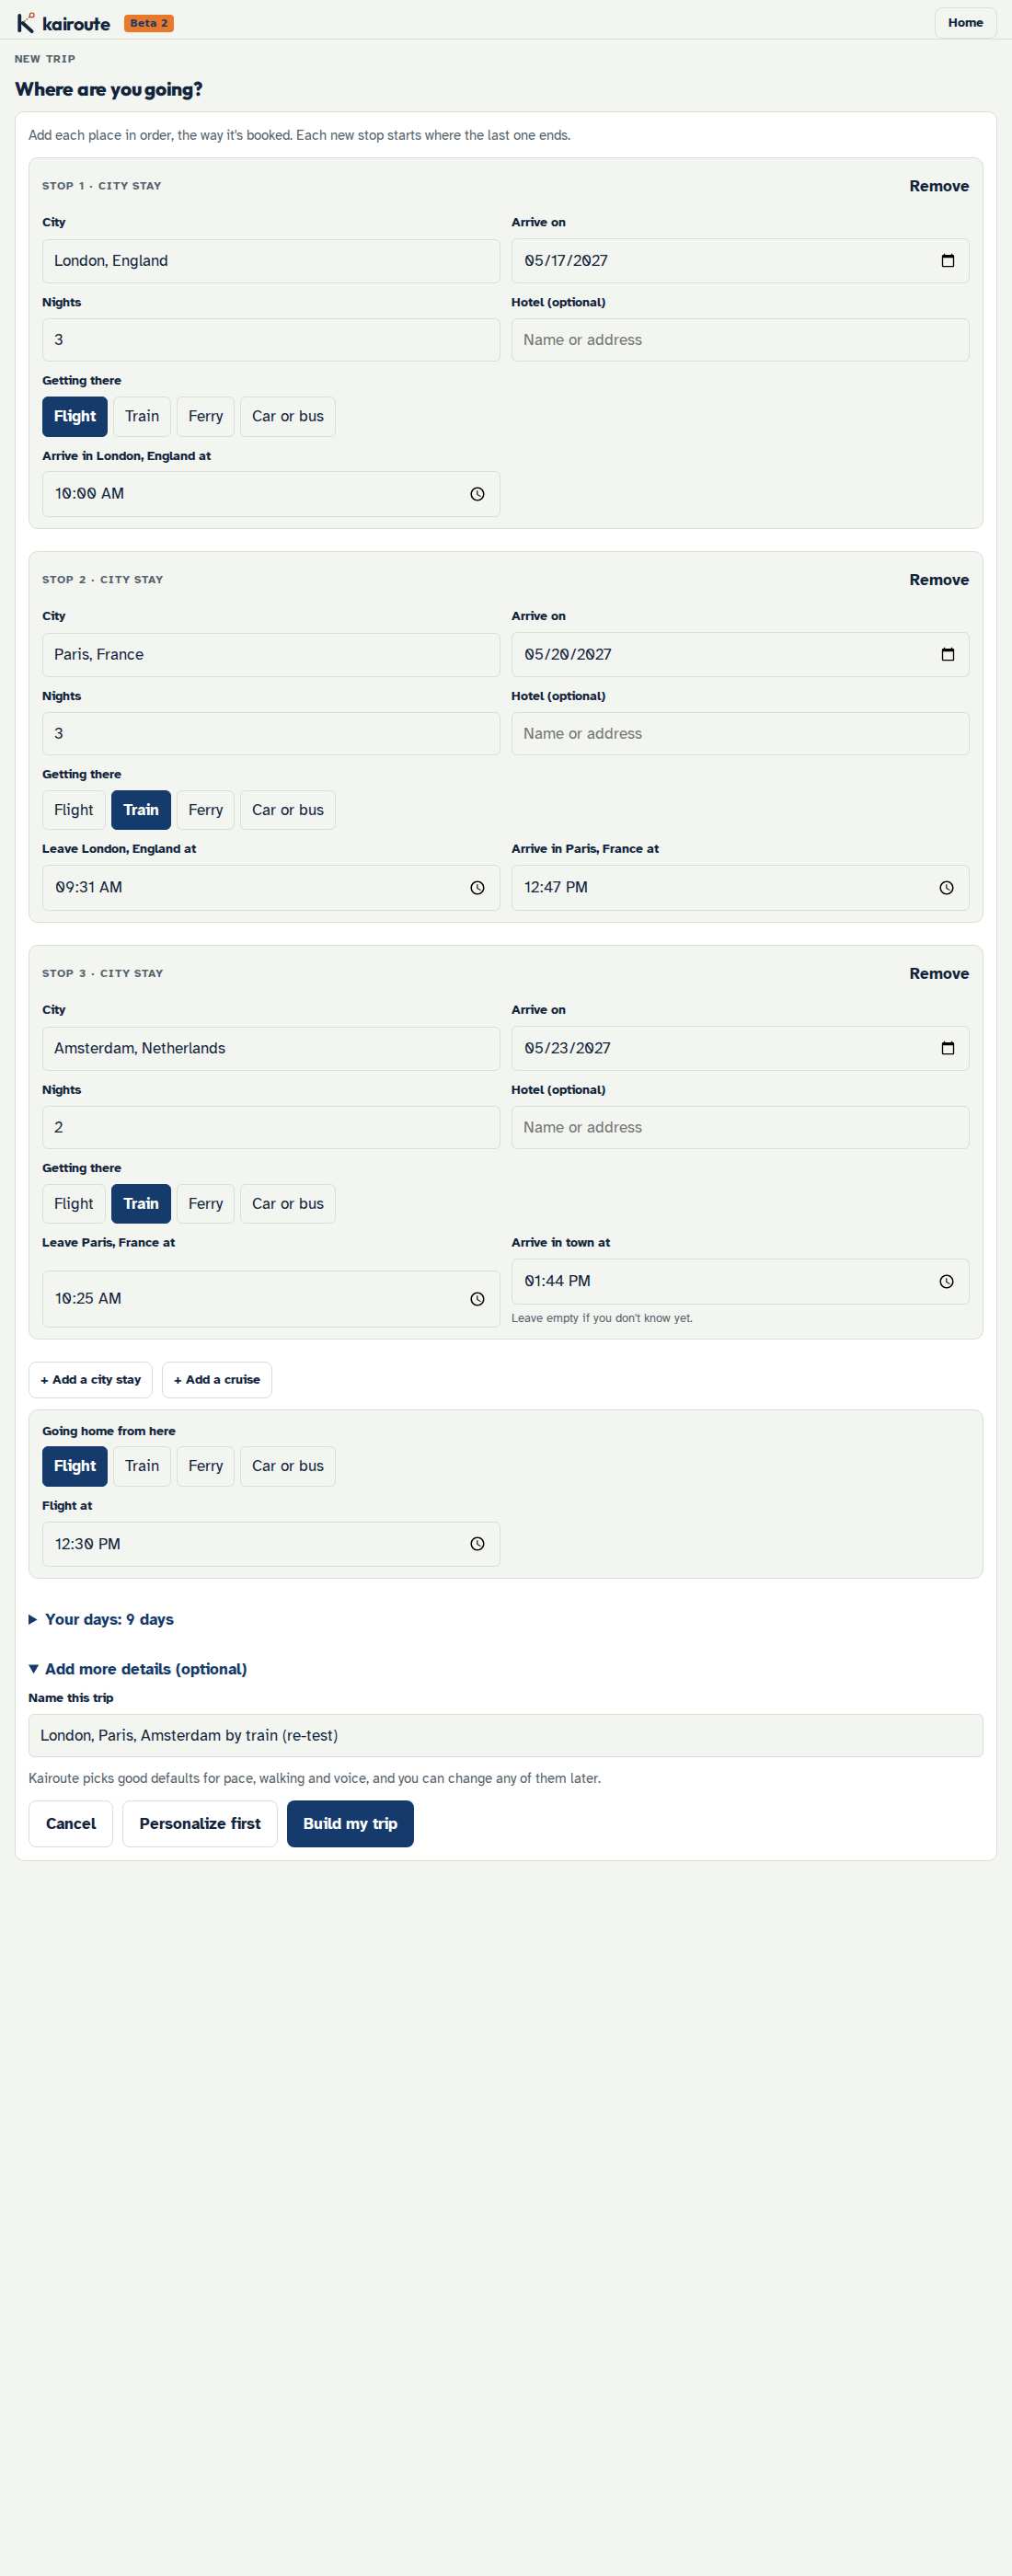 kairoute Beta 2 Home
NEW TRIP
Where are you going?
Add each place in order, the way it's booked. Each new stop starts where the last one ends.
STOP 1 · CITY STAY Remove
City Arrive on
London, England 05/17/2027
Nights Hotel (optional)
3 Name or address
Getting there
Flight Train Ferry Car or bus
Arrive in London, England at
10:00 AM
STOP 2 · CITY STAY Remove
City Arrive on
Paris, France 05/20/2027
Nights Hotel (optional)
3 Name or address
Getting there
Flight Train Ferry Car or bus
Leave London, England at Arrive in Paris, France at
09:31 AM 12:47 PM
STOP 3 · CITY STAY Remove
City Arrive on
Amsterdam, Netherlands 05/23/2027
Nights Hotel (optional)
2 Name or address
Getting there
Flight Train Ferry Car or bus
Leave Paris, France at Arrive in town at
10:25 AM 01:44 PM
Leave empty if you don't know yet.
+ Add a city stay + Add a cruise
Going home from here
Flight Train Ferry Car or bus
Flight at
12:30 PM
Your days: 9 days
Add more details (optional)
Name this trip
London, Paris, Amsterdam by train (re-test)
Kairoute picks good defaults for pace, walking and voice, and you can change any of them later.
Cancel Personalize first Build my trip